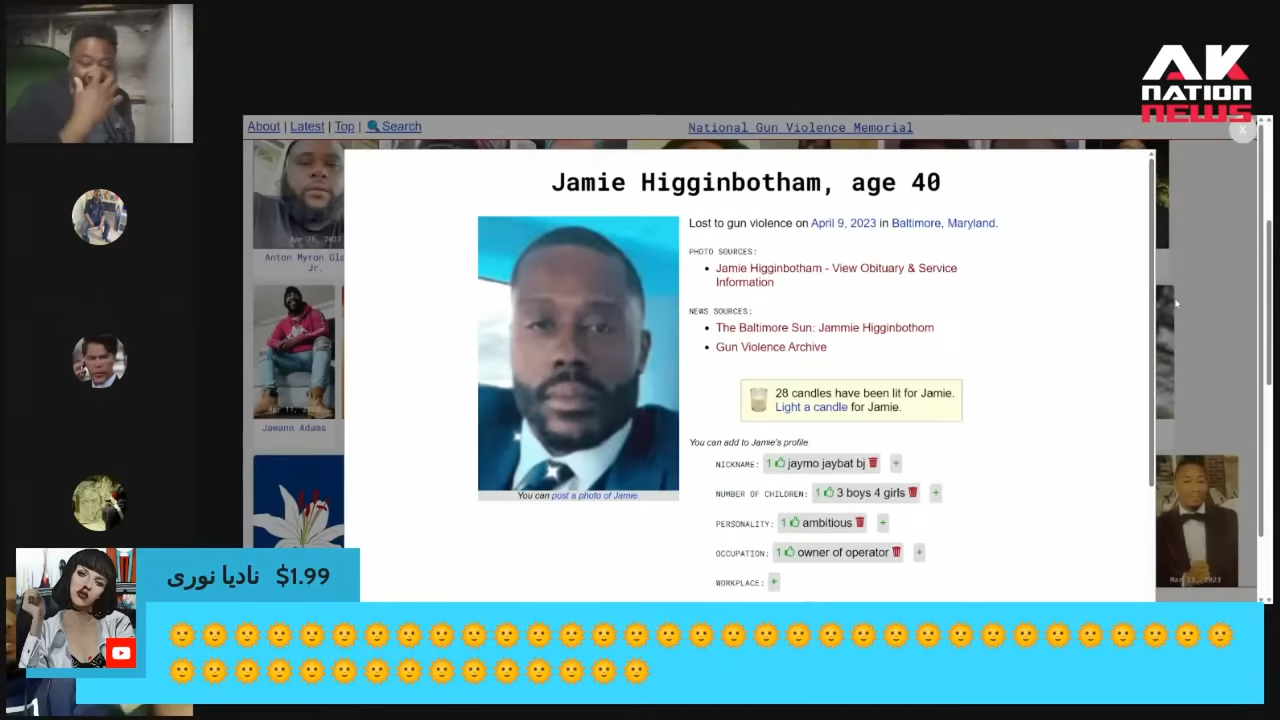 AK
NATION
NEWS
About | Latest | Top | Search
National Gun Violence Memorial
X
Jamie Higginbotham, age 40
Lost to gun violence on April 9, 2023 in Baltimore, Maryland.
PHOTO SOURCES:
Jamie Higginbotham - View Obituary & Service
Information
NEWS SOURCES:
The Baltimore Sun: Jammie Higginbothom
Gun Violence Archive
28 candles have been lit for Jamie.
Light a candle for Jamie.
You can add to Jamie's profile:
NICKNAME: 1 jaymo jaybat bj +
NUMBER OF CHILDREN: 1 3 boys 4 girls +
PERSONALITY: 1 ambitious +
OCCUPATION: 1 owner of operator +
WORKPLACE: +
You can post a photo of Jamie.
Jr.
Jawann Adams
نادیا نوری $1.99